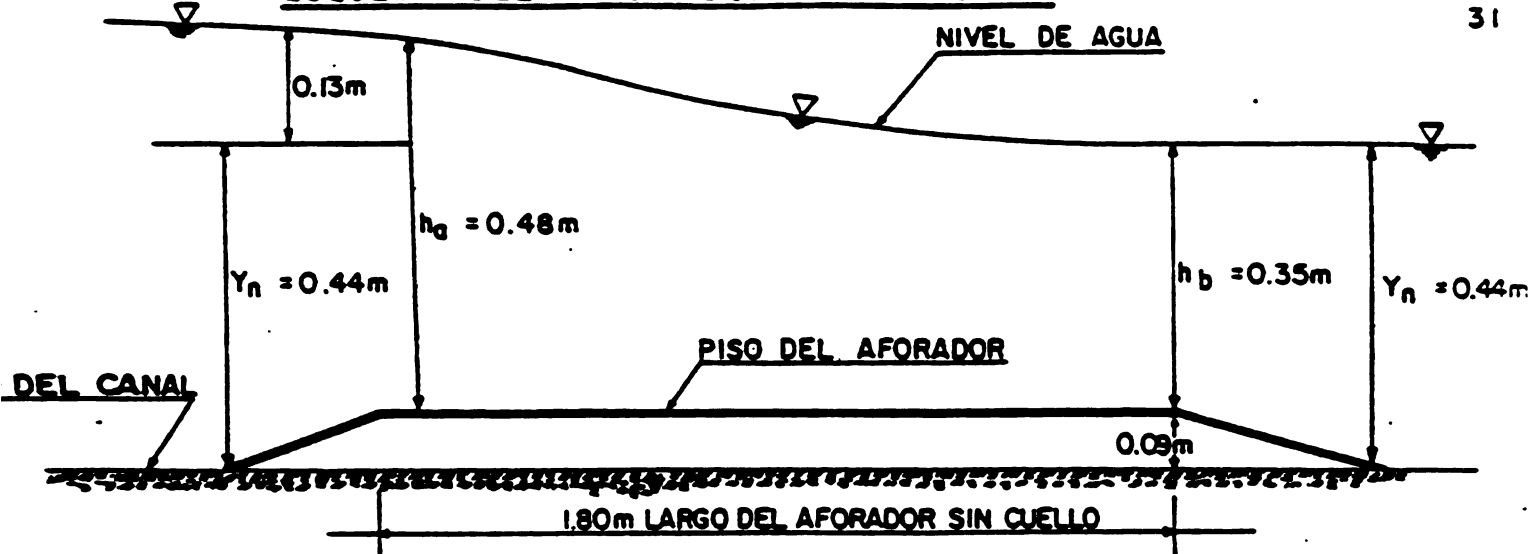 31
NIVEL DE AGUA
0.13m
ha = 0.48m
Yn = 0.44m
hb = 0.35m
Yn = 0.44m
PISO DEL AFORADOR
DEL CANAL
0.09m
1.80m LARGO DEL AFORADOR SIN CUELLO